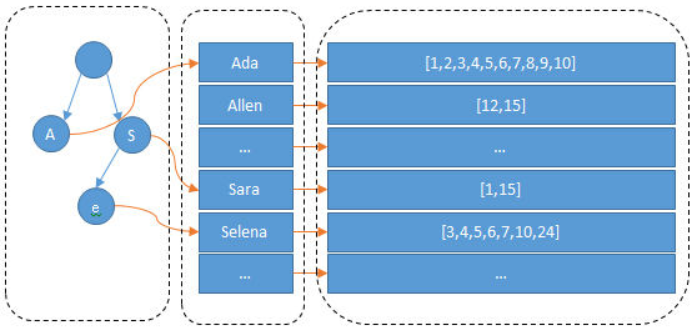 A
S
e
Ada
[1,2,3,4,5,6,7,8,9,10]
Allen
[12,15]
...
...
Sara
[1,15]
Selena
[3,4,5,6,7,10,24]
...
...